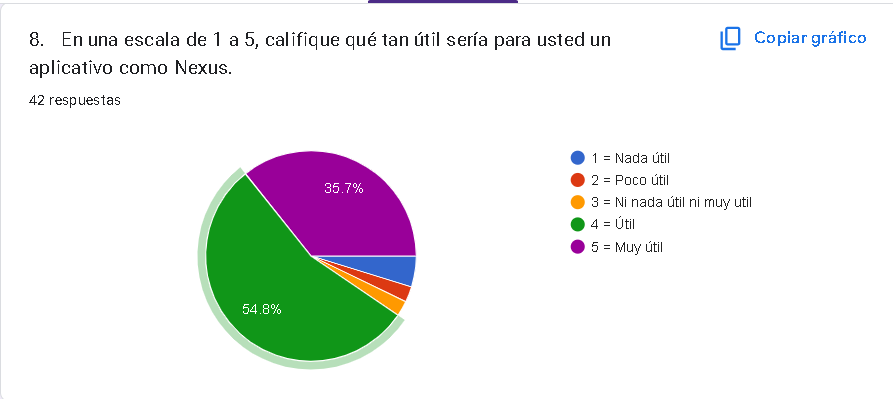 8. En una escala de 1 a 5, califique qué tan útil sería para usted un
aplicativo como Nexus.
Copiar gráfico
42 respuestas
35.7%
54.8%
1 = Nada útil
2 = Poco útil
3 = Ni nada útil ni muy util
4 = Útil
5 = Muy útil